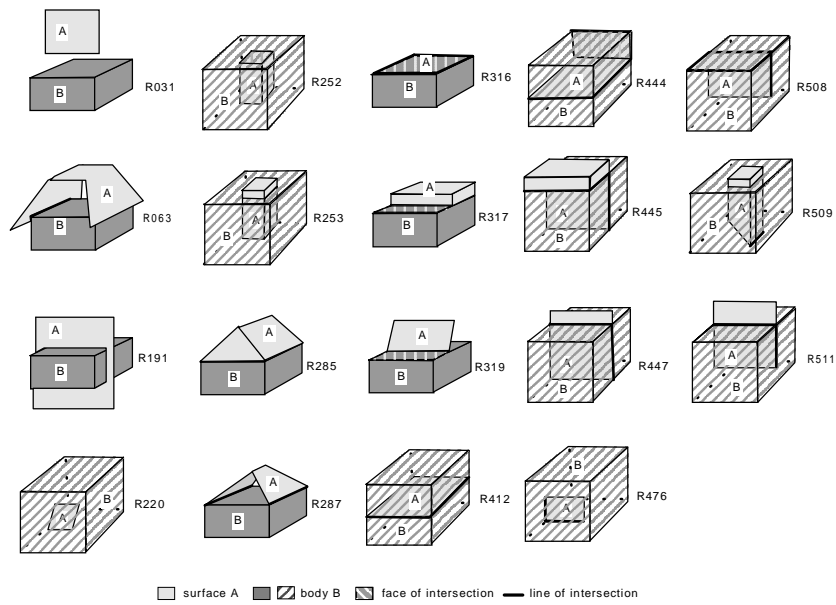 A B R031
A B R252
A B R316
A B R444
A B R508
A B R063
A B R253
A B R317
A B R445
A B R509
A B R191
A B R285
A B R319
A B R447
A B R511
A B R220
A B R287
A B R412
B A R476
surface A body B face of intersection line of intersection